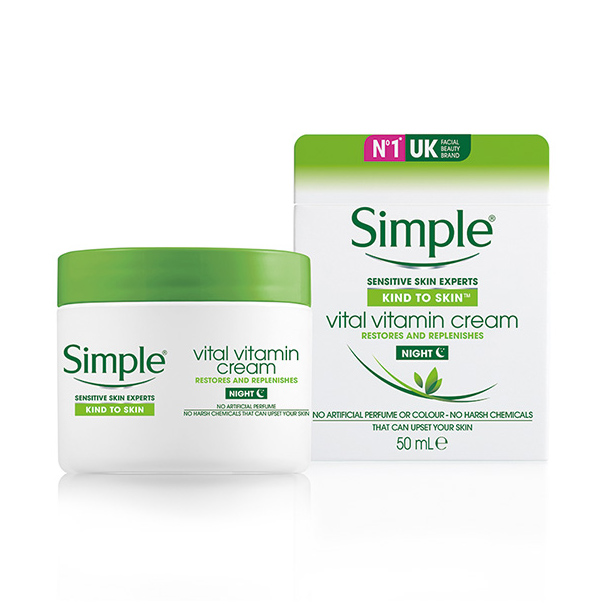 N°1* UK FACIAL BEAUTY BRAND
Simple®
SENSITIVE SKIN EXPERTS
KIND TO SKIN™
vital vitamin cream
RESTORES AND REPLENISHES
NIGHT
NO ARTIFICIAL PERFUME OR COLOUR - NO HARSH CHEMICALS
THAT CAN UPSET YOUR SKIN
50 mL℮
Simple®
SENSITIVE SKIN EXPERTS
KIND TO SKIN
vital vitamin
cream
RESTORES AND REPLENISHES
NIGHT
NO ARTIFICIAL PERFUME
NO HARSH CHEMICALS THAT CAN UPSET YOUR SKIN